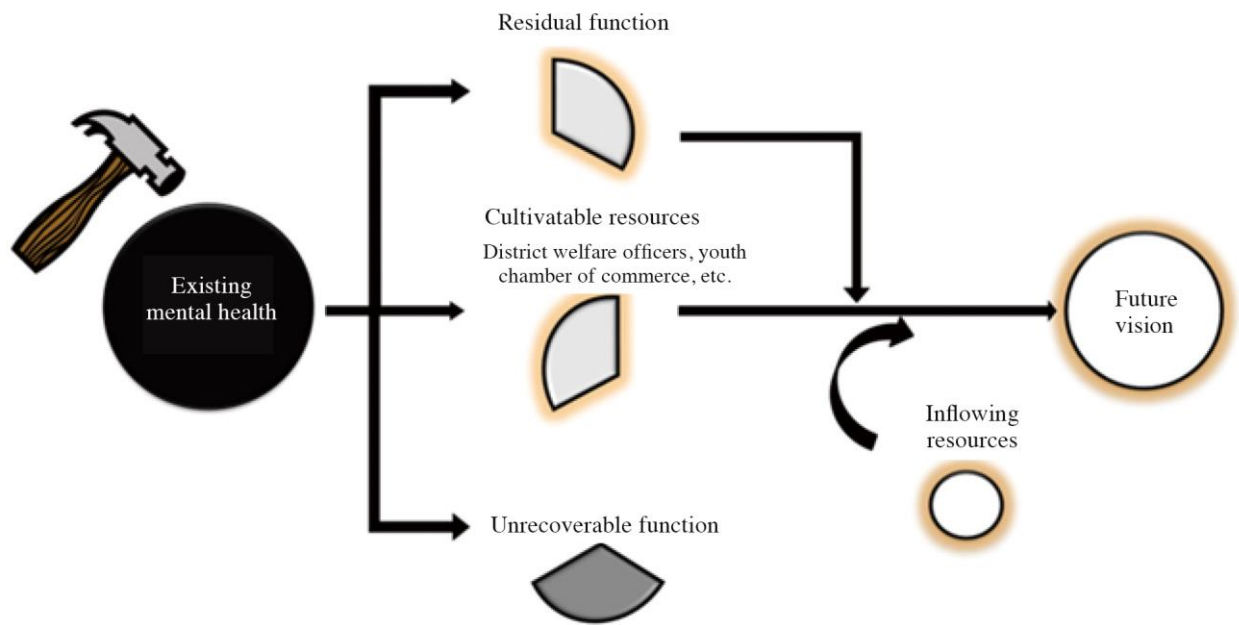 Residual function
Cultivatable resources
District welfare officers, youth
chamber of commerce, etc.
Existing
mental health
Future
vision
Inflowing
resources
Unrecoverable function